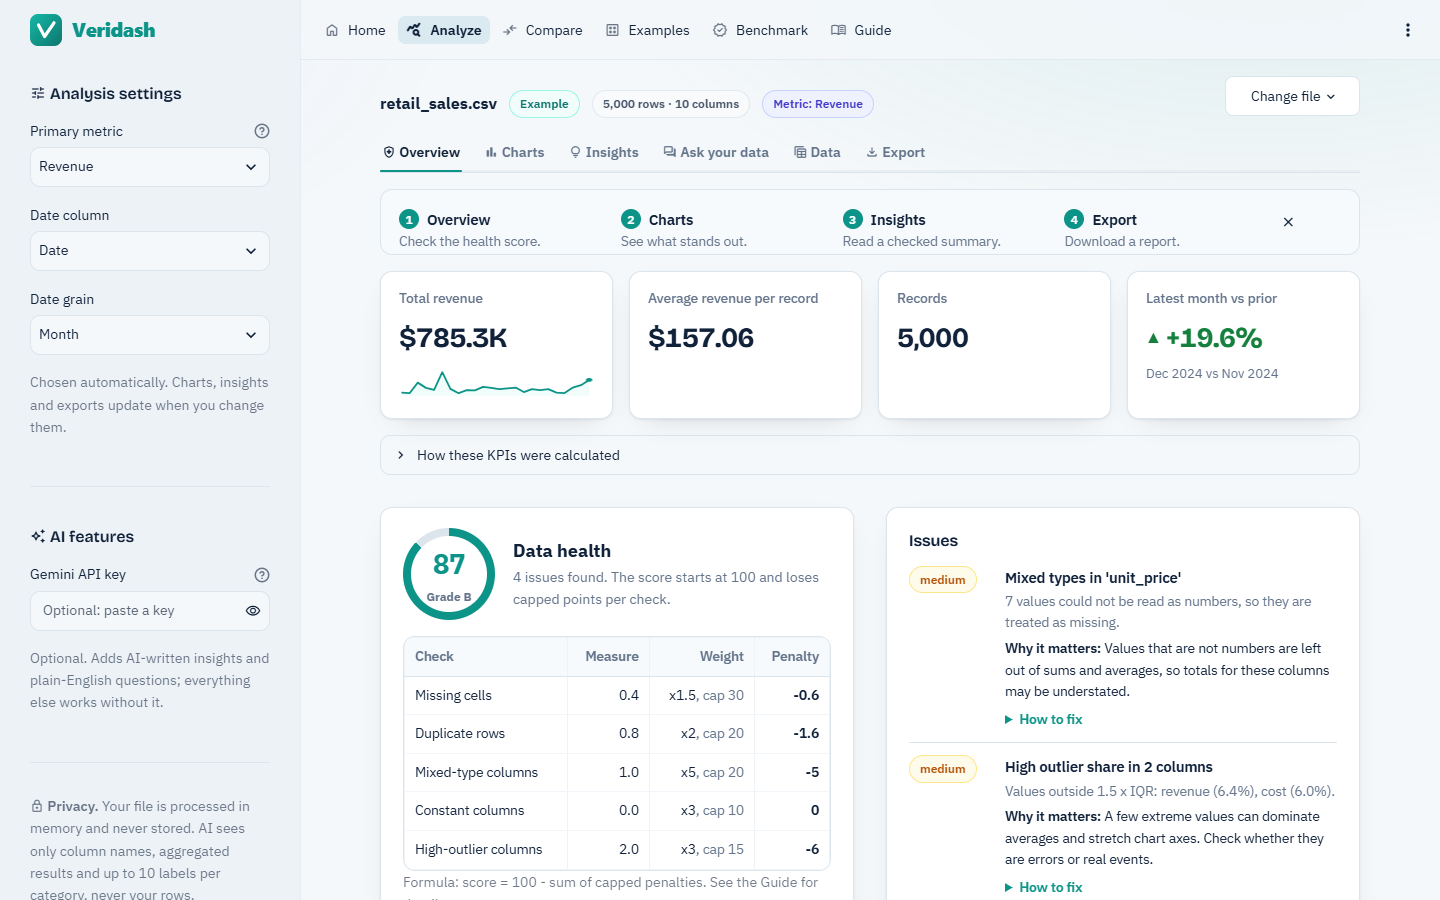 Veridash
Home
Analyze
Compare
Examples
Benchmark
Guide
Analysis settings
Primary metric
Revenue
Date column
Date
Date grain
Month
Chosen automatically. Charts, insights
and exports update when you change
them.
AI features
Gemini API key
Optional: paste a key
Optional. Adds AI-written insights and
plain-English questions; everything
else works without it.
Privacy. Your file is processed in
memory and never stored. AI sees
only column names, aggregated
results and up to 10 labels per
category, never your rows.
retail_sales.csv
Example
5,000 rows · 10 columns
Metric: Revenue
Change file
Overview
Charts
Insights
Ask your data
Data
Export
1 Overview
Check the health score.
2 Charts
See what stands out.
3 Insights
Read a checked summary.
4 Export
Download a report.
Total revenue
$785.3K
Average revenue per record
$157.06
Records
5,000
Latest month vs prior
▲ +19.6%
Dec 2024 vs Nov 2024
How these KPIs were calculated
87
Grade B
Data health
4 issues found. The score starts at 100 and loses
capped points per check.
Check Measure Weight Penalty
Missing cells 0.4 x1.5, cap 30 -0.6
Duplicate rows 0.8 x2, cap 20 -1.6
Mixed-type columns 1.0 x5, cap 20 -5
Constant columns 0.0 x3, cap 10 0
High-outlier columns 2.0 x3, cap 15 -6
Formula: score = 100 - sum of capped penalties. See the Guide for
Issues
medium
Mixed types in 'unit_price'
7 values could not be read as numbers, so they are
treated as missing.
Why it matters: Values that are not numbers are left
out of sums and averages, so totals for these columns
may be understated.
How to fix
medium
High outlier share in 2 columns
Values outside 1.5 x IQR: revenue (6.4%), cost (6.0%).
Why it matters: A few extreme values can dominate
averages and stretch chart axes. Check whether they
are errors or real events.
How to fix